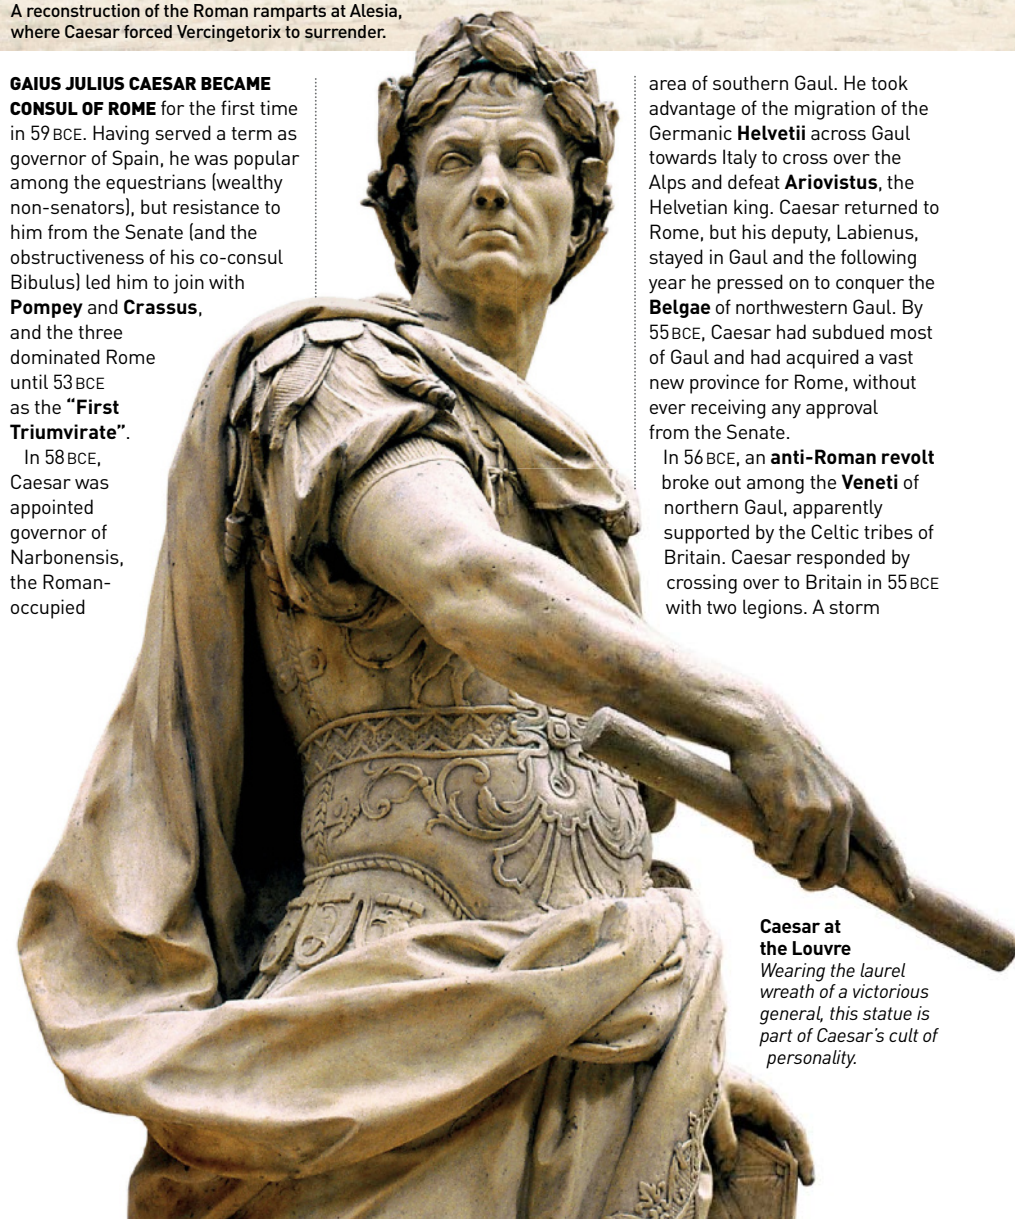 A reconstruction of the Roman ramparts at Alesia,
where Caesar forced Vercingetorix to surrender.
GAIUS JULIUS CAESAR BECAME
CONSUL OF ROME for the first time
in 59 BCE. Having served a term as
governor of Spain, he was popular
among the equestrians (wealthy
non-senators), but resistance to
him from the Senate (and the
obstructiveness of his co-consul
Bibulus) led him to join with
Pompey and Crassus,
and the three
dominated Rome
until 53 BCE
as the “First
Triumvirate”.
In 58 BCE,
Caesar was
appointed
governor of
Narbonensis,
the Roman-
occupied
area of southern Gaul. He took
advantage of the migration of the
Germanic Helvetii across Gaul
towards Italy to cross over the
Alps and defeat Ariovistus, the
Helvetian king. Caesar returned to
Rome, but his deputy, Labienus,
stayed in Gaul and the following
year he pressed on to conquer the
Belgae of northwestern Gaul. By
55 BCE, Caesar had subdued most
of Gaul and had acquired a vast
new province for Rome, without
ever receiving any approval
from the Senate.
In 56 BCE, an anti-Roman revolt
broke out among the Veneti of
northern Gaul, apparently
supported by the Celtic tribes of
Britain. Caesar responded by
crossing over to Britain in 55 BCE
with two legions. A storm
Caesar at
the Louvre
Wearing the laurel
wreath of a victorious
general, this statue is
part of Caesar’s cult of
personality.